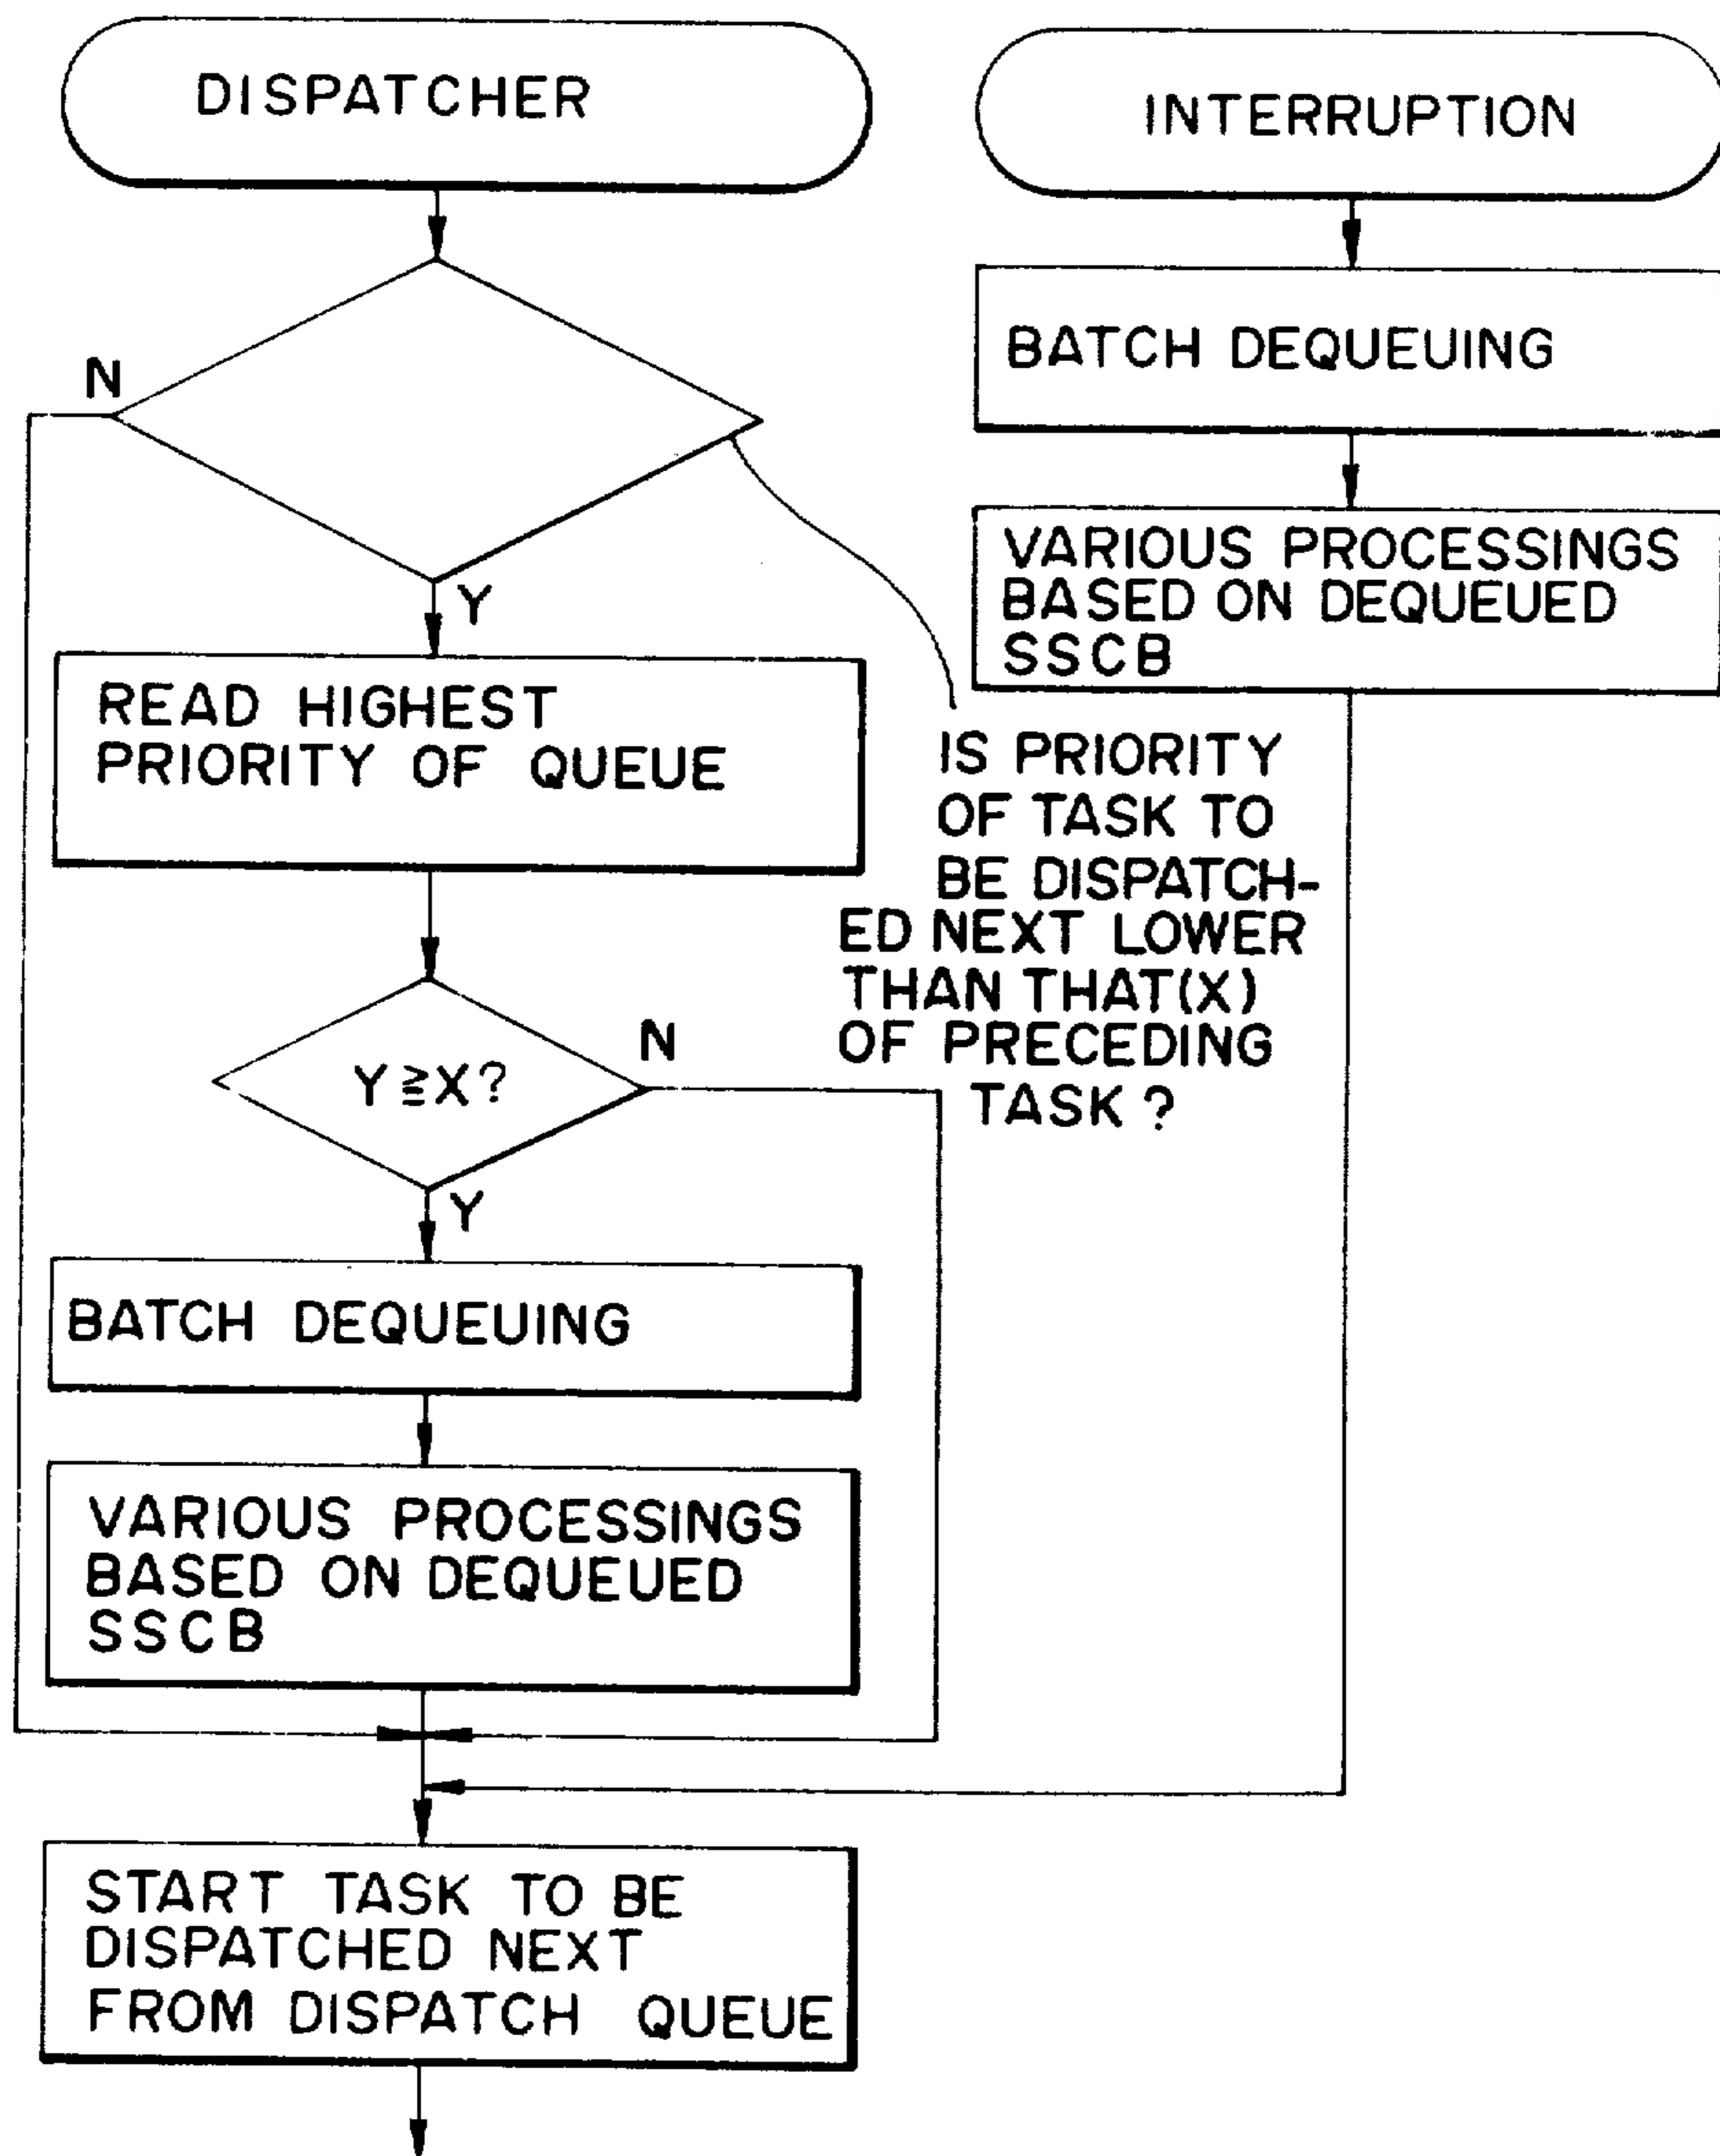 DISPATCHER
N
Y
READ HIGHEST
PRIORITY OF QUEUE
Y ≧ X?
N
Y
BATCH DEQUEUING
VARIOUS PROCESSINGS
BASED ON DEQUEUED
SSCB
START TASK TO BE
DISPATCHED NEXT
FROM DISPATCH QUEUE
IS PRIORITY
OF TASK TO
BE DISPATCH-
ED NEXT LOWER
THAN THAT(X)
OF PRECEDING
TASK?
INTERRUPTION
BATCH DEQUEUING
VARIOUS PROCESSINGS
BASED ON DEQUEUED
SSCB